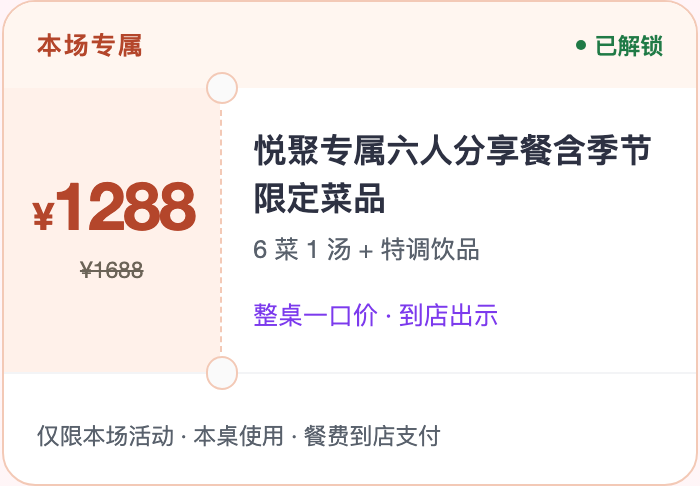 本场专属
已解锁
¥1288
¥1688
悦聚专属六人分享餐含季节
限定菜品
6 菜 1 汤 + 特调饮品
整桌一口价 · 到店出示
仅限本场活动 · 本桌使用 · 餐费到店支付